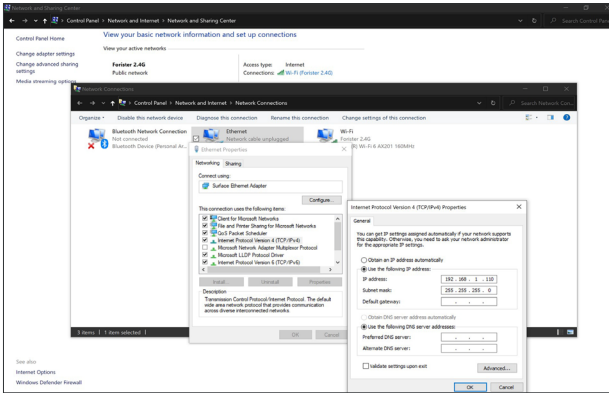 Network and Sharing Center
Control Panel > Network and Internet > Network and Sharing Center
Search Control Panel
Control Panel Home
Change adapter settings
Change advanced sharing settings
Media streaming options
View your basic network information and set up connections
View your active networks
Forister 2.4G
Public network
Access type: Internet
Connections: Wi-Fi (Forister 2.4G)
Network Connections
Control Panel > Network and Internet > Network Connections
Search Network Con...
Organize
Disable this network device
Diagnose this connection
Rename this connection
Change settings of this connection
Bluetooth Network Connection
Not connected
Bluetooth Device (Personal Ar...
Ethernet
Network cable unplugged
Wi-Fi
Forister 2.4G
(R) Wi-Fi 6 AX201 160MHz
Ethernet Properties
Networking
Sharing
Connect using:
Surface Ethernet Adapter
Configure...
This connection uses the following items:
Client for Microsoft Networks
File and Printer Sharing for Microsoft Networks
QoS Packet Scheduler
Internet Protocol Version 4 (TCP/IPv4)
Microsoft Network Adapter Multiplexor Protocol
Microsoft LLDP Protocol Driver
Internet Protocol Version 6 (TCP/IPv6)
Install...
Uninstall
Properties
Description
Transmission Control Protocol/Internet Protocol. The default
wide area network protocol that provides communication
across diverse interconnected networks.
OK
Cancel
3 items
1 item selected
Internet Protocol Version 4 (TCP/IPv4) Properties
General
You can get IP settings assigned automatically if your network supports
this capability. Otherwise, you need to ask your network administrator
for the appropriate IP settings.
Obtain an IP address automatically
Use the following IP address:
IP address: 192 . 168 . 1 . 110
Subnet mask: 255 . 255 . 255 . 0
Default gateway: . . .
Obtain DNS server address automatically
Use the following DNS server addresses:
Preferred DNS server: . . .
Alternate DNS server: . . .
Validate settings upon exit
Advanced...
OK
Cancel
See also
Internet Options
Windows Defender Firewall